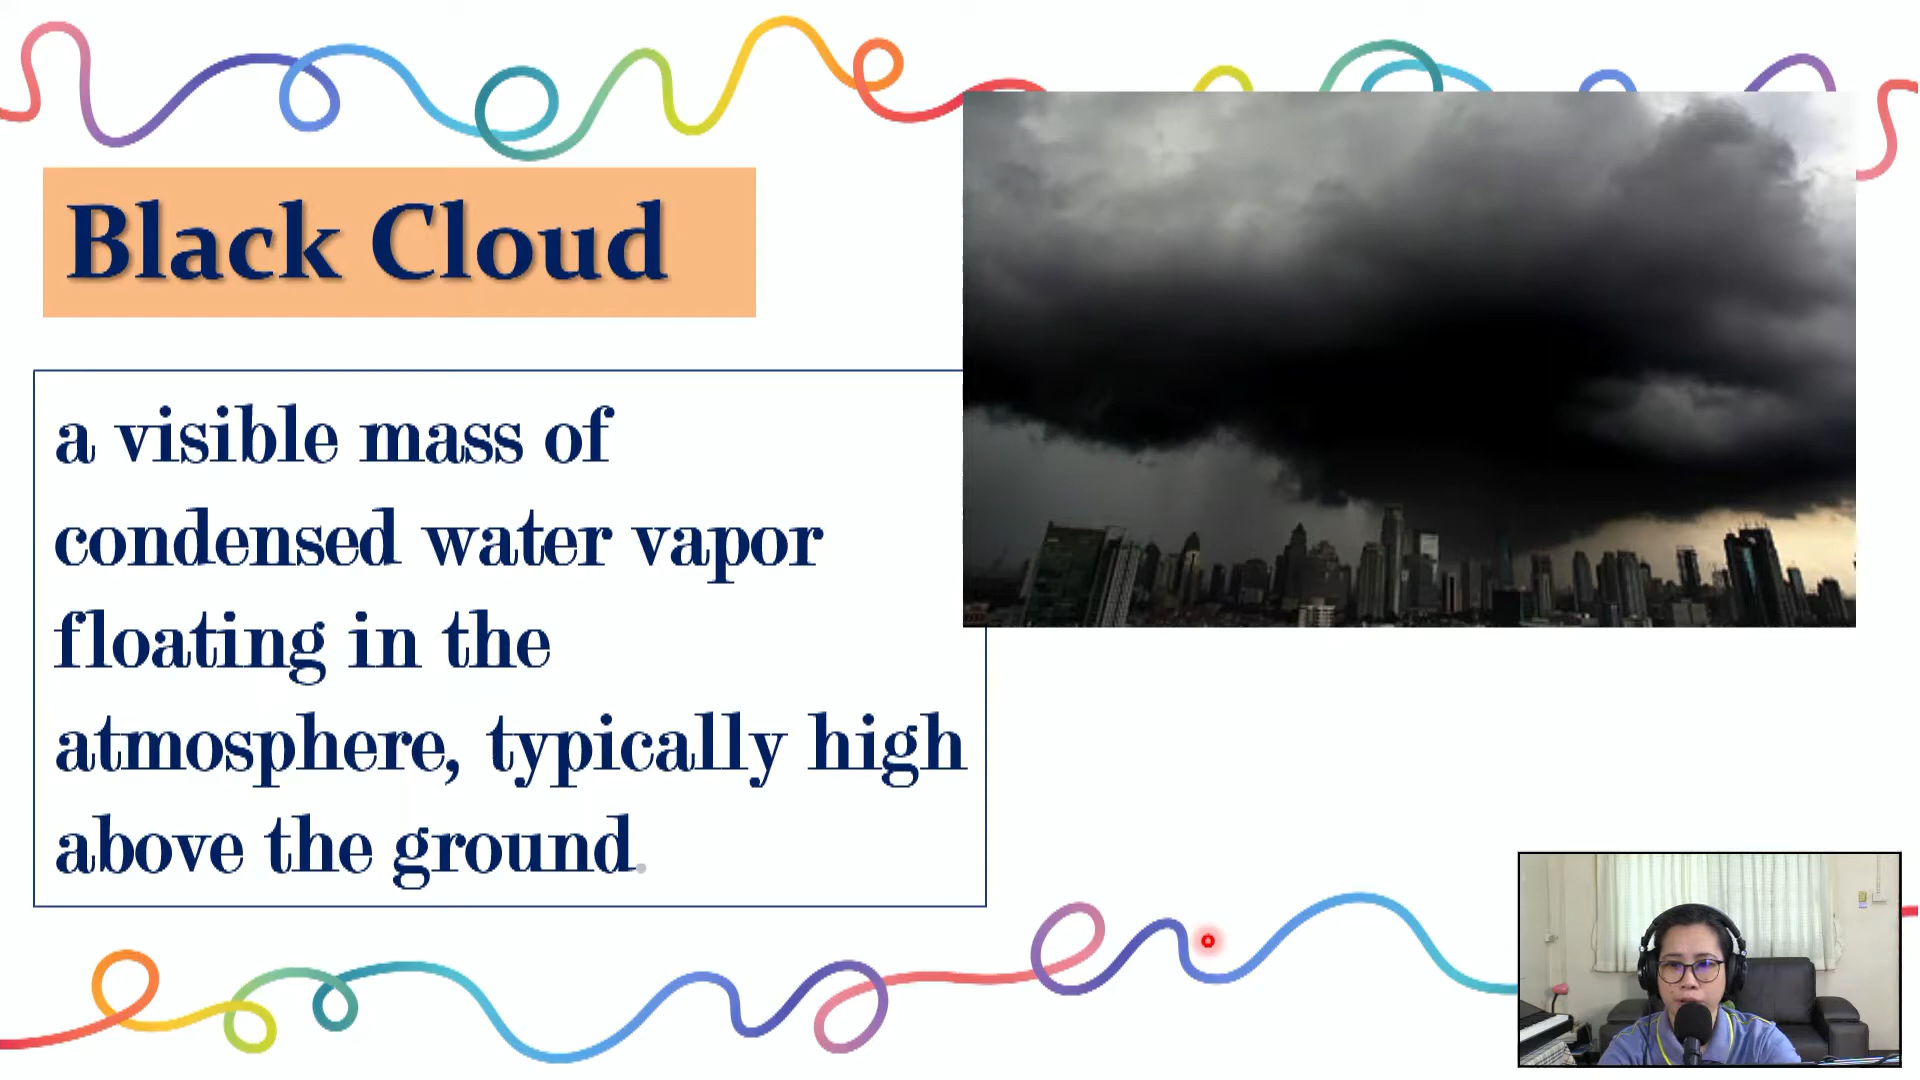 Black Cloud
a visible mass of
condensed water vapor
floating in the
atmosphere, typically high
above the ground.